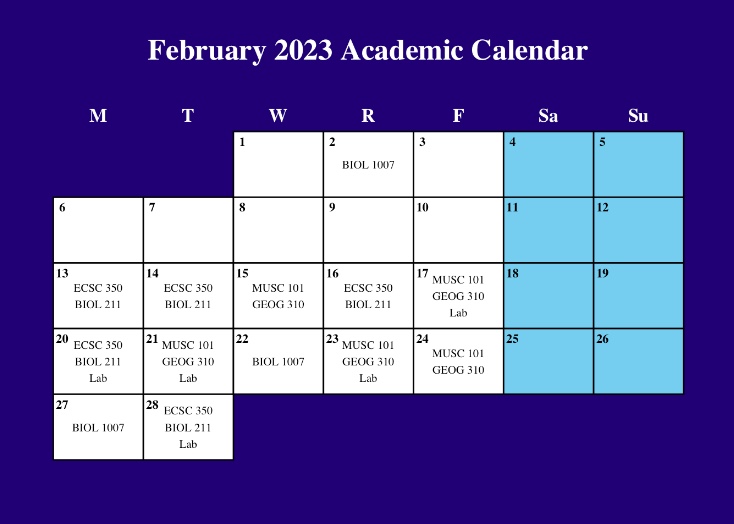 February 2023 Academic Calendar
M T W R F Sa Su
1 2 3 4 5
BIOL 1007
6 7 8 9 10 11 12
13 14 15 16 17 18 19
ECSC 350 ECSC 350 MUSC 101 ECSC 350 MUSC 101
BIOL 211 BIOL 211 GEOG 310 BIOL 211 GEOG 310
Lab
20 21 22 23 24 25 26
ECSC 350 MUSC 101 BIOL 1007 MUSC 101 MUSC 101
BIOL 211 GEOG 310 GEOG 310 GEOG 310
Lab Lab Lab
27 28
BIOL 1007 ECSC 350
BIOL 211
Lab